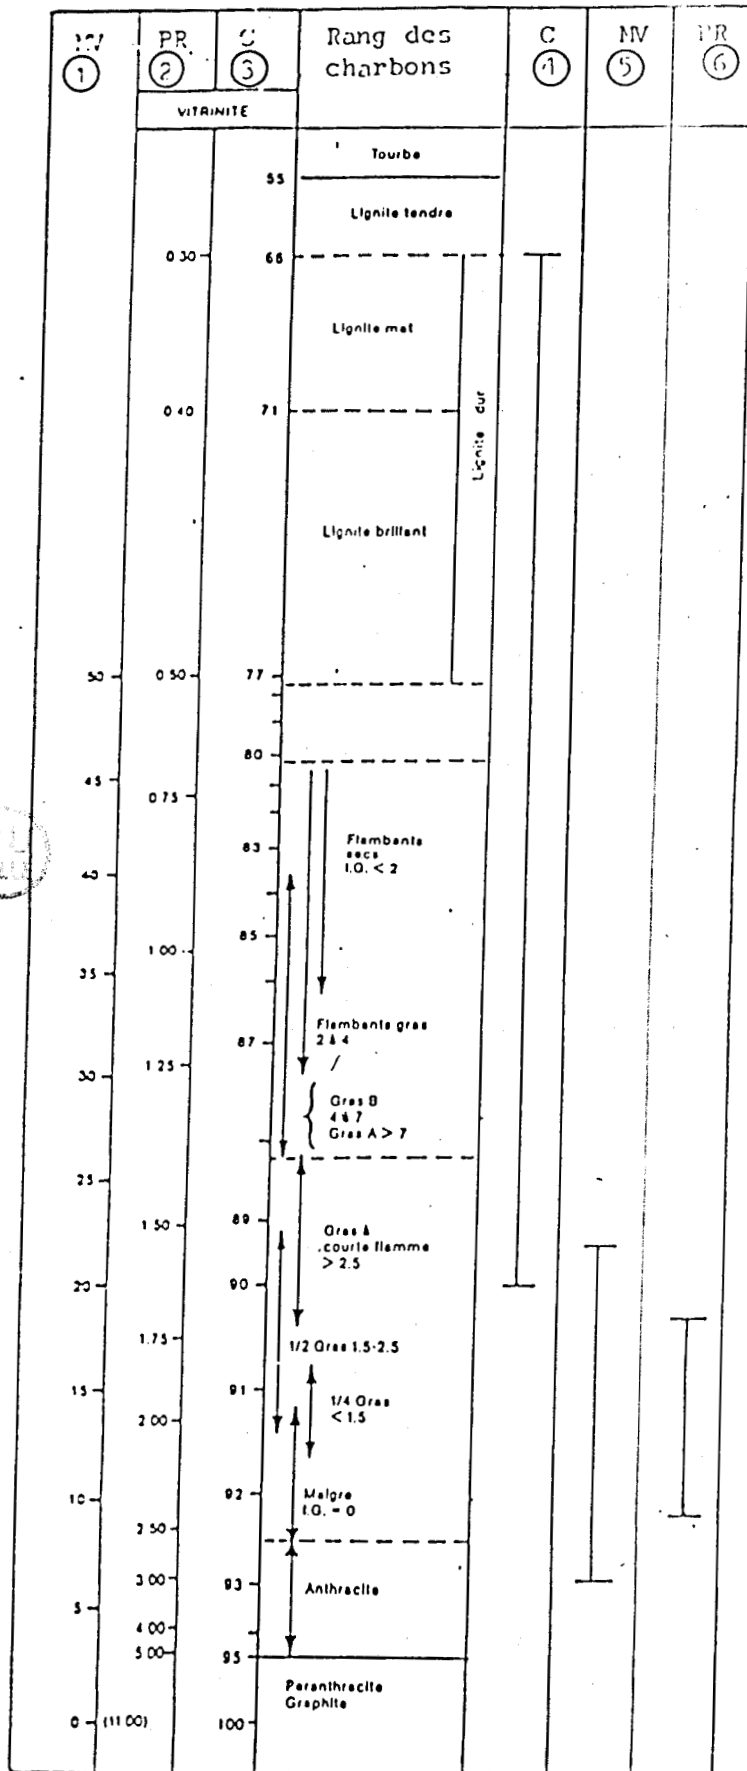 MV PR. C Rang des charbons C MV PR
1 2 3 4 5 6
VITRINITE
Tourbe
55
Lignite tendre
0.30 66
Lignite mat
0.40 71
Lignite dur
Lignite brillant
50 0.50 77
80
45 0.75
Flambants
secs
I.G. < 2
83
40
85
1.00
35
Flambants gras
2 à 4
87
1.25
30
Gras B
4 à 7
Gras A > 7
25
89
1.50
Gras à
courte flamme
> 2.5
20 90
1.75
1/2 Gras 1.5-2.5
15 91
1/4 Gras
< 1.5
2.00
10 92
Maigre
I.G. = 0
2.50
3.00 93
Anthracite
5
4.00
5.00 95
Paranthracite
Graphite
0 (11.00) 100